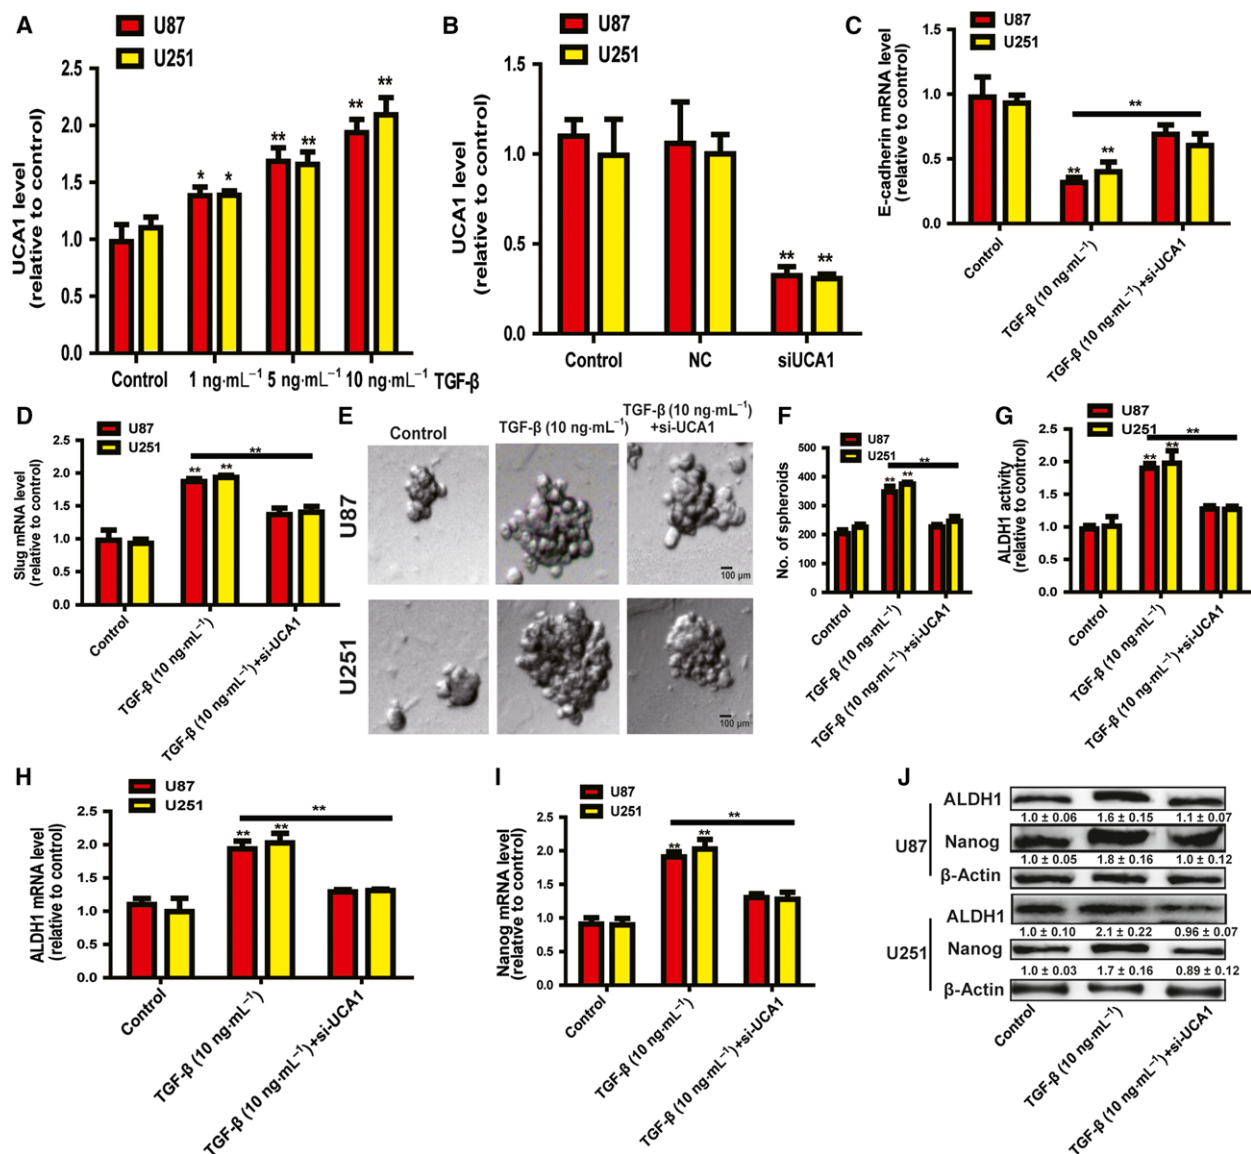 A
U87
U251
UCA1 level
(relative to control)
2.5
2.0
1.5
1.0
0.5
0.0
*
*
**
**
**
**
Control
1 ng·mL⁻¹
5 ng·mL⁻¹
10 ng·mL⁻¹
TGF-β
B
U87
U251
UCA1 level
(relative to control)
1.5
1.0
0.5
0.0
**
**
Control
NC
siUCA1
C
U87
U251
E-cadherin mRNA level
(relative to control)
1.5
1.0
0.5
0.0
**
**
**
Control
TGF-β (10 ng·mL⁻¹)
TGF-β (10 ng·mL⁻¹)+si-UCA1
D
U87
U251
Slug mRNA level
(relative to control)
2.5
2.0
1.5
1.0
0.5
0.0
**
**
**
Control
TGF-β (10 ng·mL⁻¹)
TGF-β (10 ng·mL⁻¹)+si-UCA1
E
Control
TGF-β (10 ng·mL⁻¹)
TGF-β (10 ng·mL⁻¹)
+si-UCA1
U87
100 μm
U251
100 μm
F
U87
U251
No. of spheroids
500
400
300
200
100
0
**
**
**
Control
TGF-β (10 ng·mL⁻¹)
TGF-β (10 ng·mL⁻¹)+si-UCA1
G
U87
U251
ALDH1 activity
(relative to control)
2.5
2.0
1.5
1.0
0.5
0.0
**
**
**
Control
TGF-β (10 ng·mL⁻¹)
TGF-β (10 ng·mL⁻¹)+si-UCA1
H
U87
U251
ALDH1 mRNA level
(relative to control)
2.5
2.0
1.5
1.0
0.5
0.0
**
**
**
Control
TGF-β (10 ng·mL⁻¹)
TGF-β (10 ng·mL⁻¹)+si-UCA1
I
U87
U251
Nanog mRNA level
(relative to control)
2.5
2.0
1.5
1.0
0.5
0.0
**
**
**
Control
TGF-β (10 ng·mL⁻¹)
TGF-β (10 ng·mL⁻¹)+si-UCA1
J
U87
ALDH1
1.0 ± 0.06 1.6 ± 0.15 1.1 ± 0.07
Nanog
1.0 ± 0.05 1.8 ± 0.16 1.0 ± 0.12
β-Actin
U251
ALDH1
1.0 ± 0.10 2.1 ± 0.22 0.96 ± 0.07
Nanog
1.0 ± 0.03 1.7 ± 0.16 0.89 ± 0.12
β-Actin
Control
TGF-β (10 ng·mL⁻¹)
TGF-β (10 ng·mL⁻¹)+si-UCA1